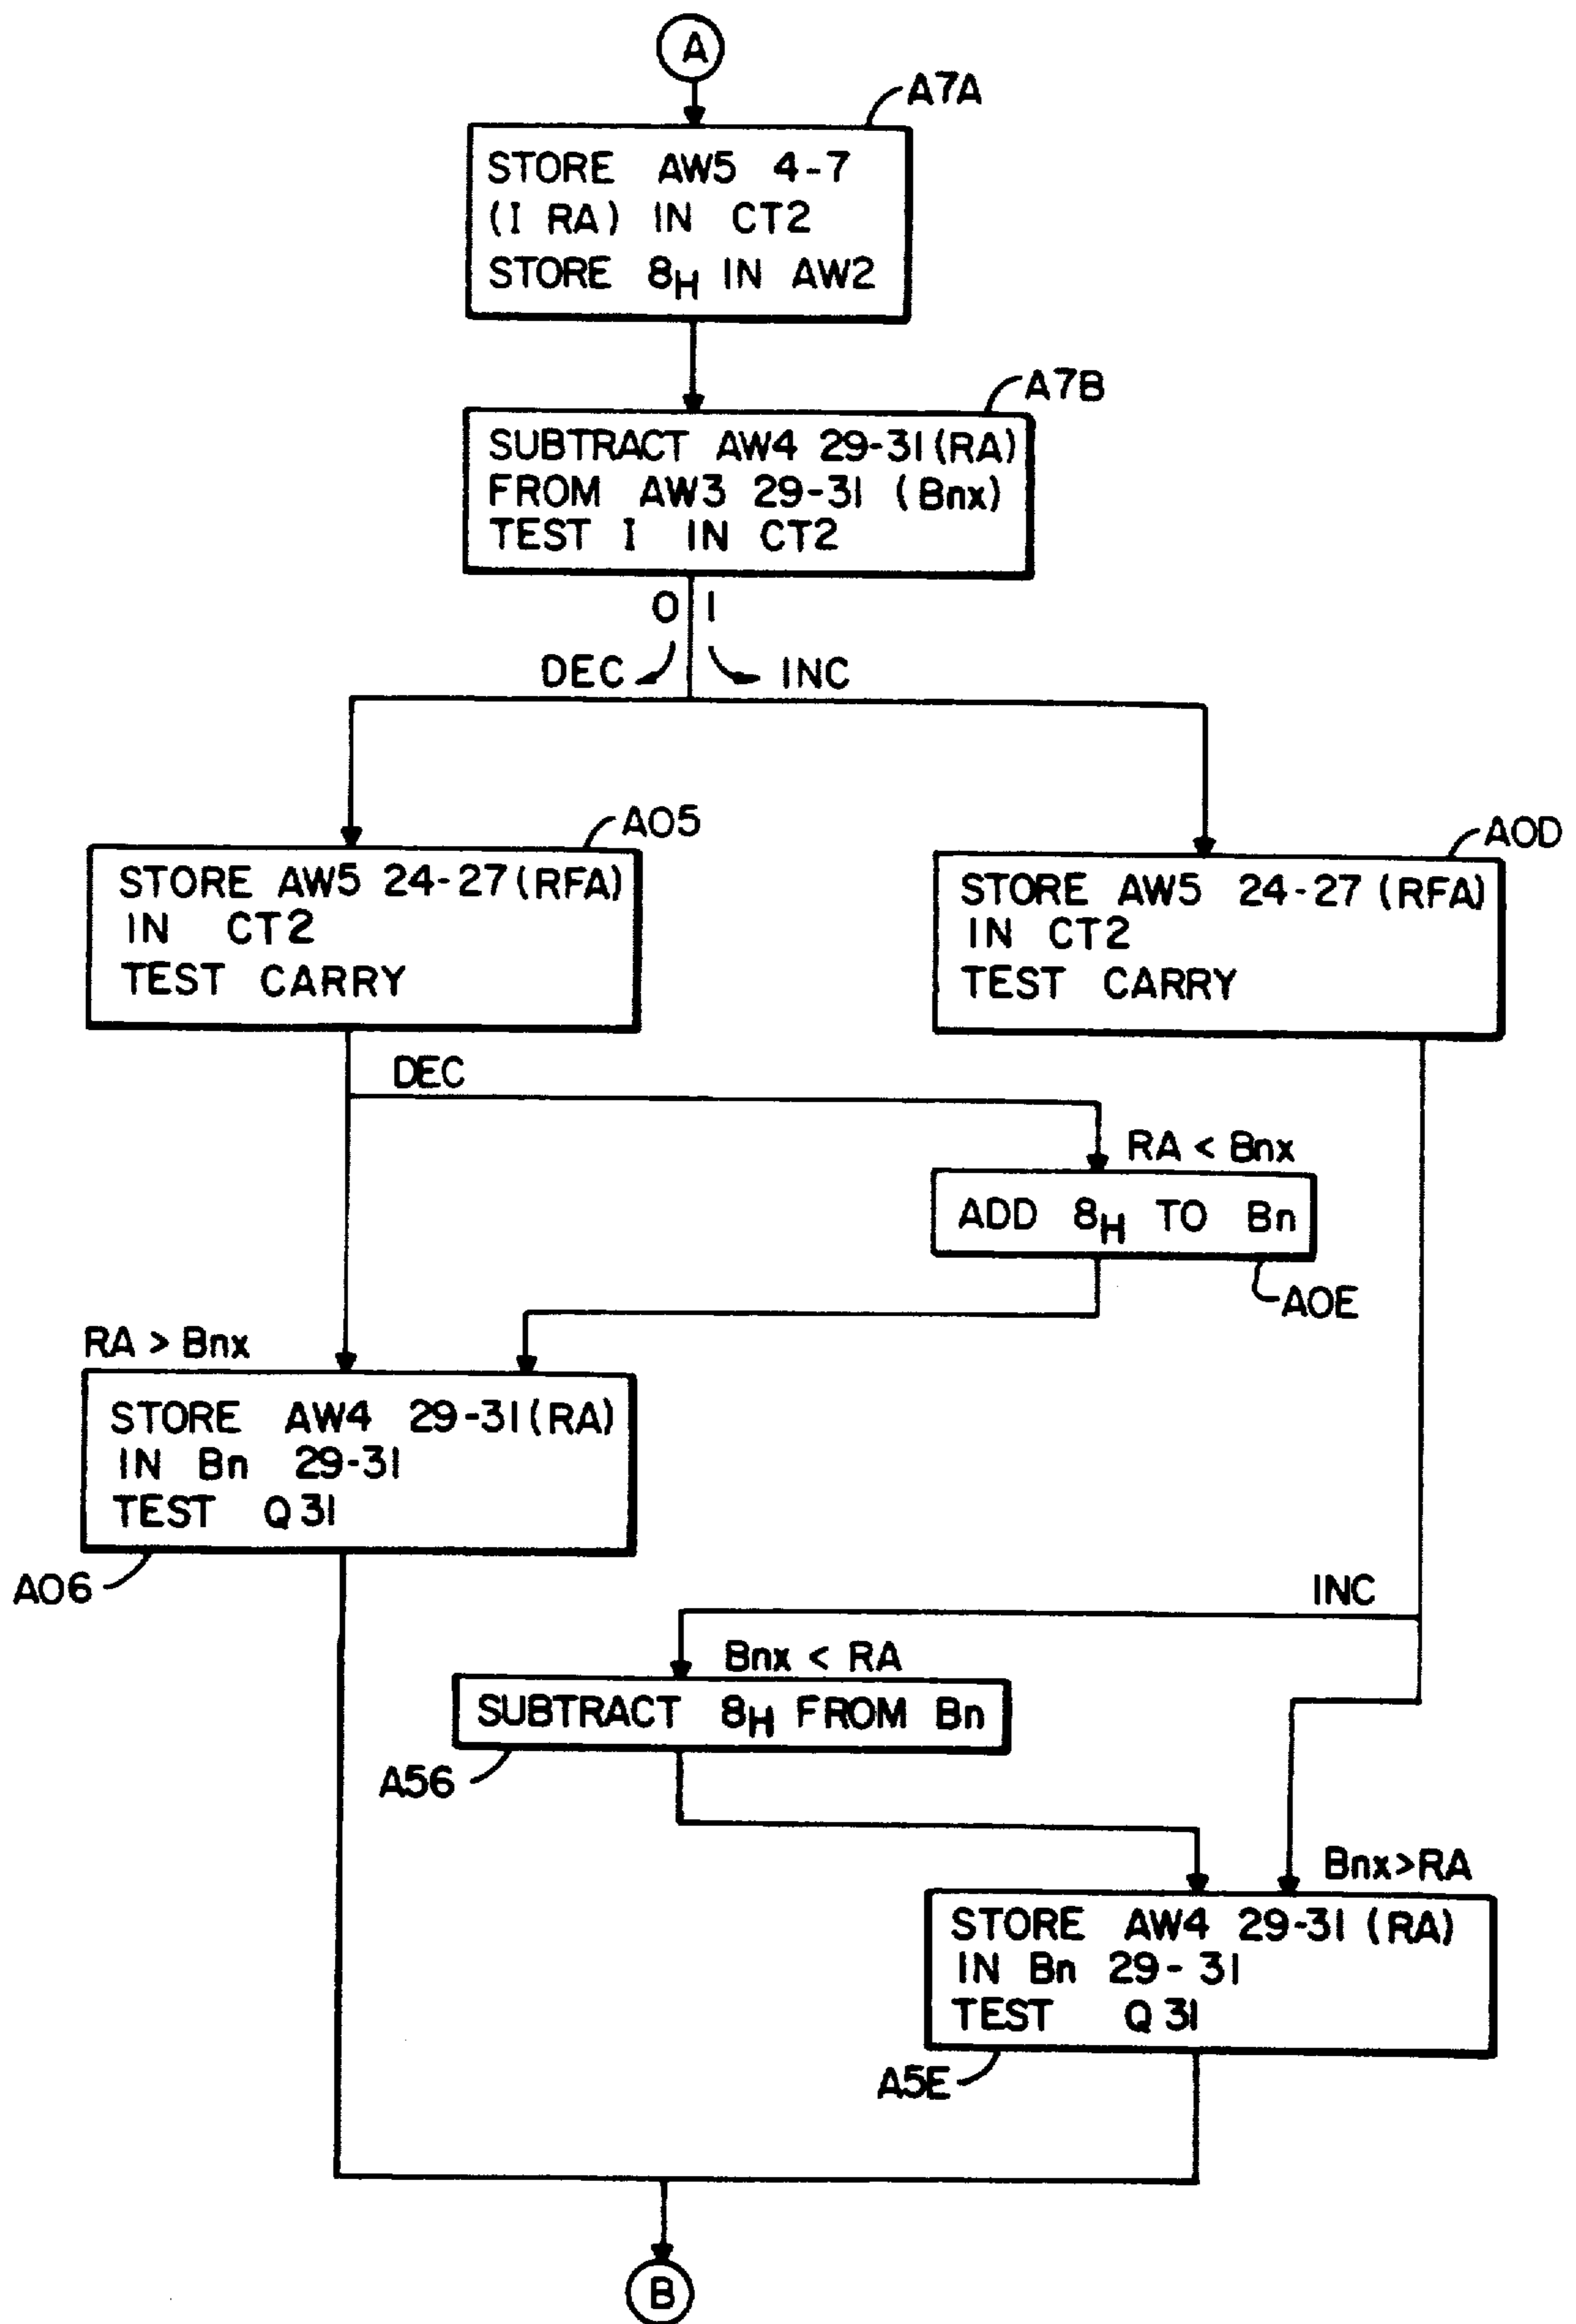 A
A7A
STORE AW5 4-7
(I RA) IN CT2
STORE 8H IN AW2
A7B
SUBTRACT AW4 29-31(RA)
FROM AW3 29-31 (Bnx)
TEST I IN CT2
0 1
DEC INC
A05
STORE AW5 24-27(RFA)
IN CT2
TEST CARRY
A0D
STORE AW5 24-27(RFA)
IN CT2
TEST CARRY
DEC
RA < Bnx
ADD 8H TO Bn
A0E
RA > Bnx
STORE AW4 29-31(RA)
IN Bn 29-31
TEST Q31
A06
INC
Bnx < RA
SUBTRACT 8H FROM Bn
A56
Bnx>RA
STORE AW4 29-31(RA)
IN Bn 29-31
TEST Q31
A5E
B